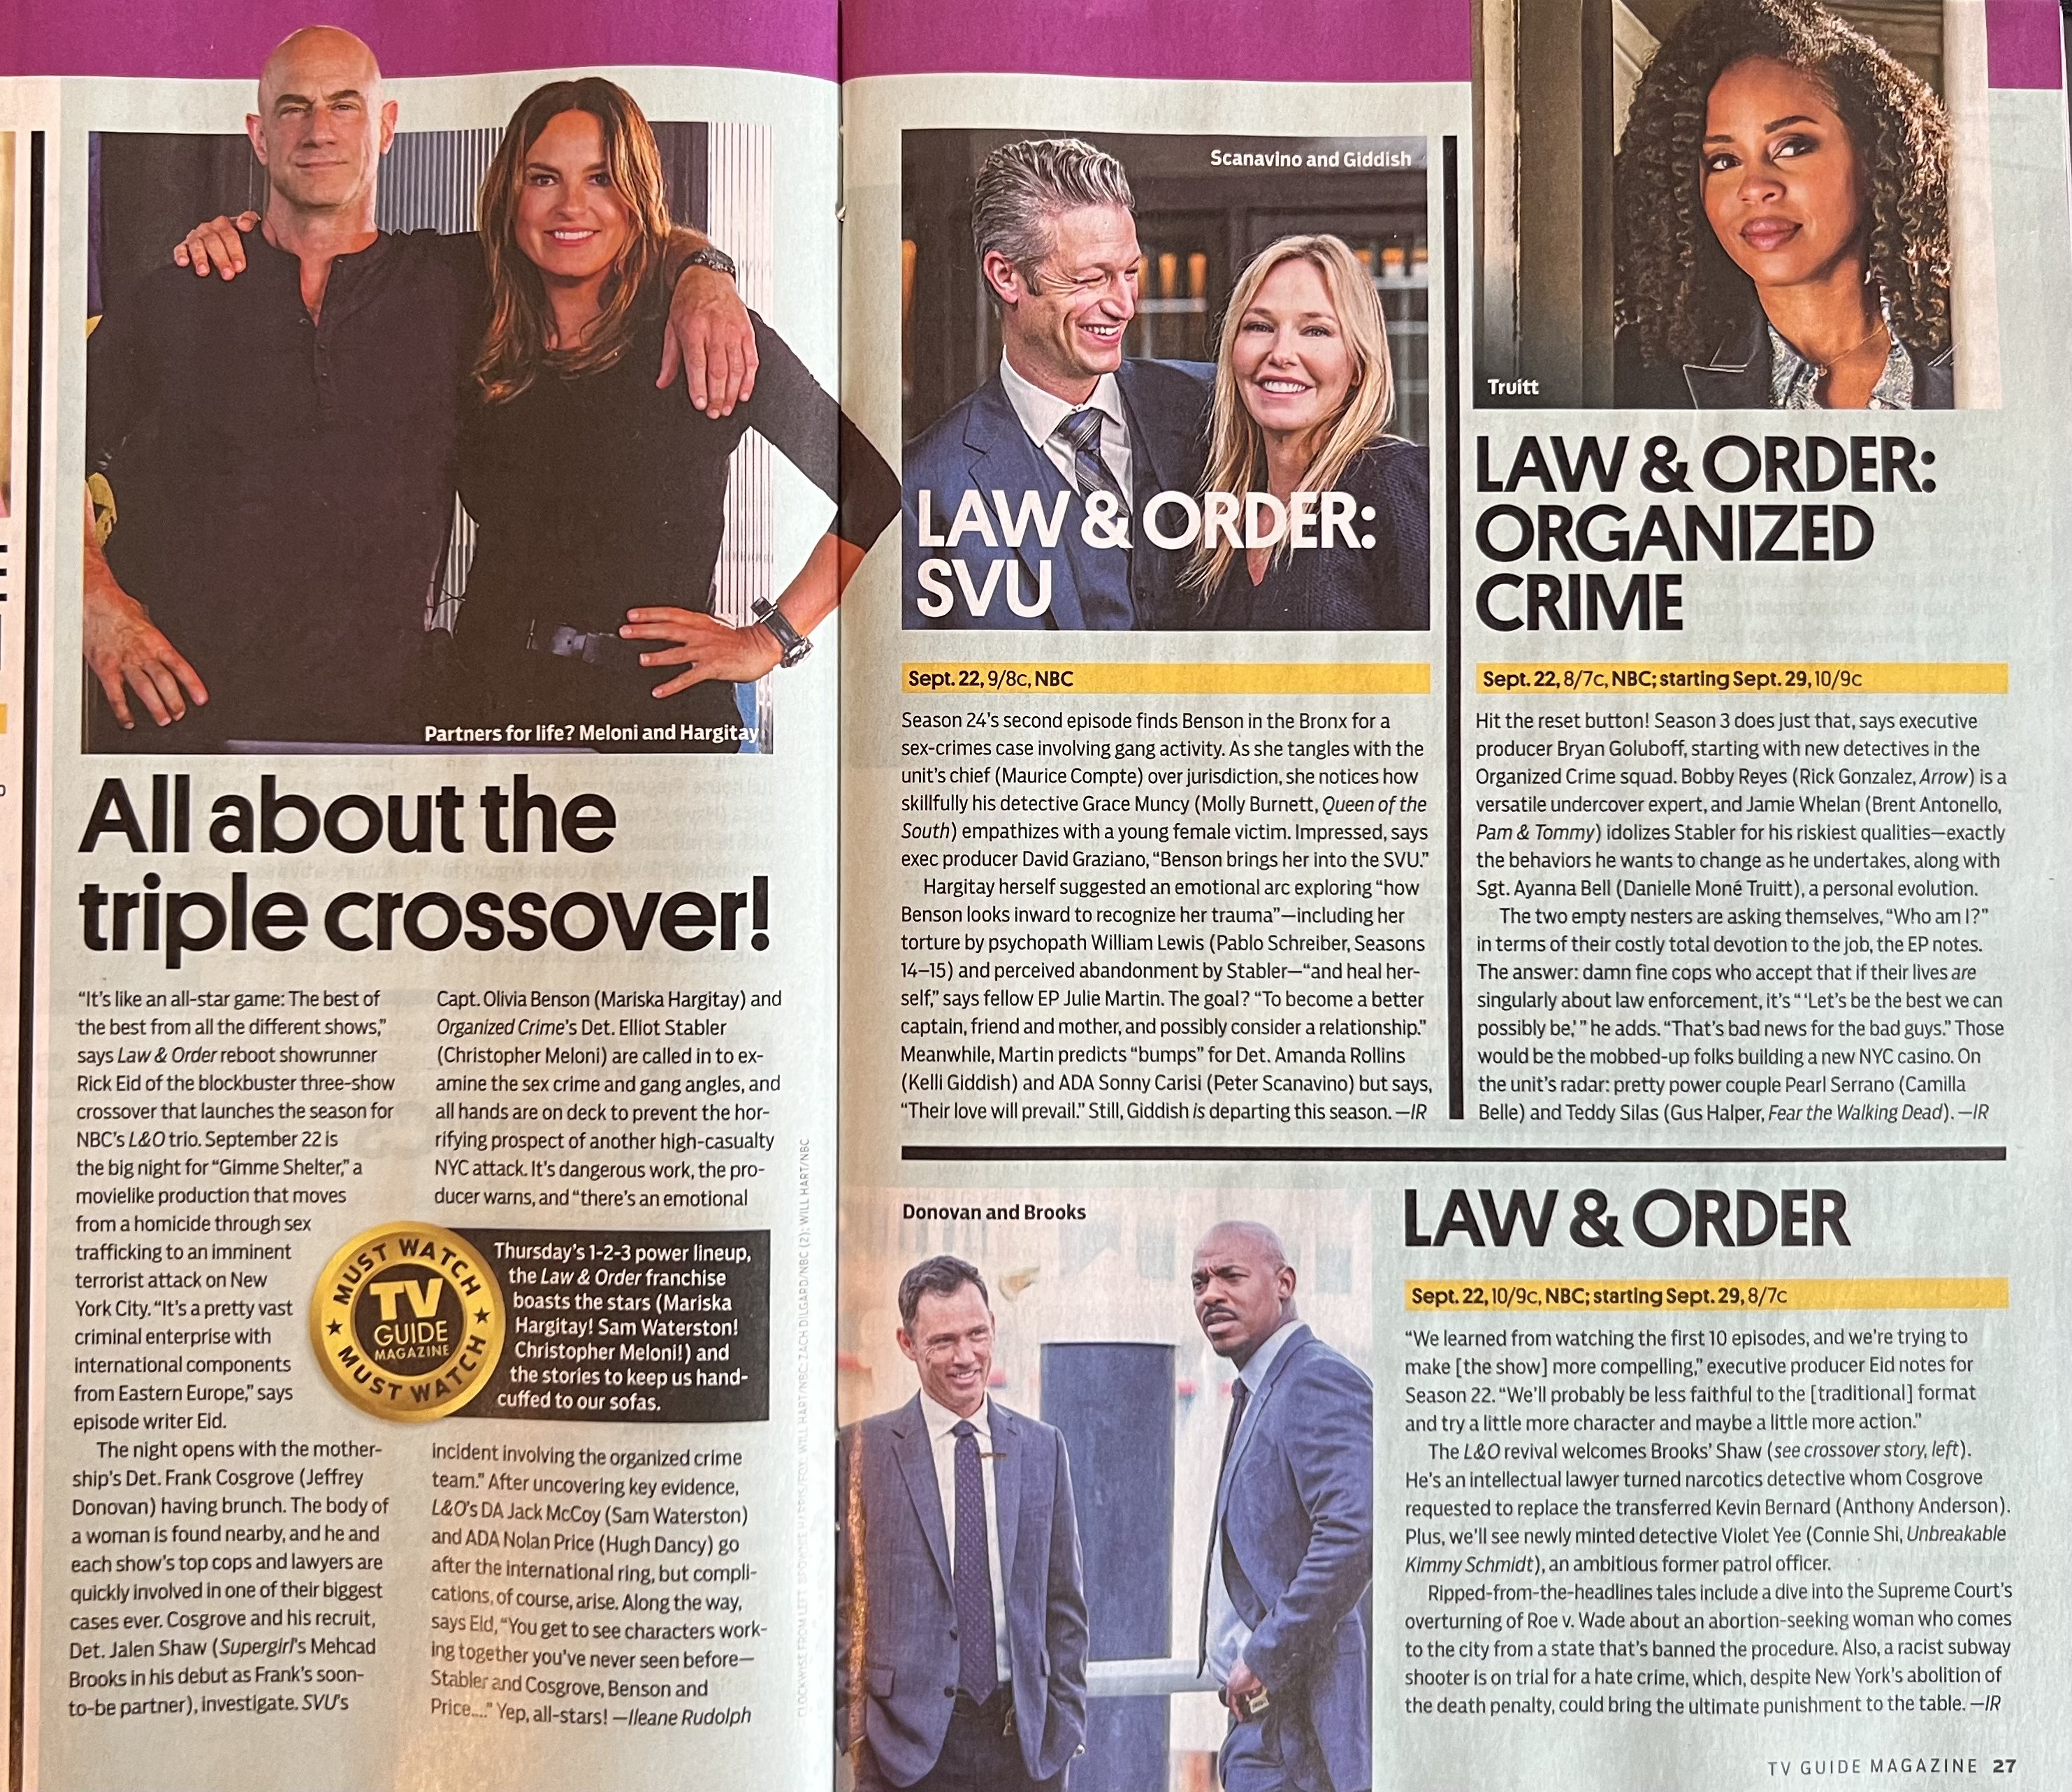 Partners for life? Meloni and Hargitay
All about the
triple crossover!
“It’s like an all-star game: The best of
the best from all the different shows,”
says Law & Order reboot showrunner
Rick Eid of the blockbuster three-show
crossover that launches the season for
NBC’s L&O trio. September 22 is
the big night for “Gimme Shelter,” a
movielike production that moves
from a homicide through sex
trafficking to an imminent
terrorist attack on New
York City. “It’s a pretty vast
criminal enterprise with
international components
from Eastern Europe,” says
episode writer Eid.
The night opens with the mother-
ship’s Det. Frank Cosgrove (Jeffrey
Donovan) having brunch. The body of
a woman is found nearby, and he and
each show’s top cops and lawyers are
quickly involved in one of their biggest
cases ever. Cosgrove and his recruit,
Det. Jalen Shaw (Supergirl’s Mehcad
Brooks in his debut as Frank’s soon-
to-be partner), investigate. SVU’s
Capt. Olivia Benson (Mariska Hargitay) and
Organized Crime’s Det. Elliot Stabler
(Christopher Meloni) are called in to ex-
amine the sex crime and gang angles, and
all hands are on deck to prevent the hor-
rifying prospect of another high-casualty
NYC attack. It’s dangerous work, the pro-
ducer warns, and “there’s an emotional
incident involving the organized crime
team.” After uncovering key evidence,
L&O’s DA Jack McCoy (Sam Waterston)
and ADA Nolan Price (Hugh Dancy) go
after the international ring, but compli-
cations, of course, arise. Along the way,
says Eid, “You get to see characters work-
ing together you’ve never seen before—
Stabler and Cosgrove, Benson and
Price....” Yep, all-stars! —Ileane Rudolph
MUST WATCH
TV
GUIDE
MAGAZINE
MUST WATCH
Thursday’s 1-2-3 power lineup,
the Law & Order franchise
boasts the stars (Mariska
Hargitay! Sam Waterston!
Christopher Meloni!) and
the stories to keep us hand-
cuffed to our sofas.
Scanavino and Giddish
LAW & ORDER:
SVU
Sept. 22, 9/8c, NBC
Season 24’s second episode finds Benson in the Bronx for a
sex-crimes case involving gang activity. As she tangles with the
unit’s chief (Maurice Compte) over jurisdiction, she notices how
skillfully his detective Grace Muncy (Molly Burnett, Queen of the
South) empathizes with a young female victim. Impressed, says
exec producer David Graziano, “Benson brings her into the SVU.”
Hargitay herself suggested an emotional arc exploring “how
Benson looks inward to recognize her trauma”—including her
torture by psychopath William Lewis (Pablo Schreiber, Seasons
14–15) and perceived abandonment by Stabler—“and heal her-
self,” says fellow EP Julie Martin. The goal? “To become a better
captain, friend and mother, and possibly consider a relationship.”
Meanwhile, Martin predicts “bumps” for Det. Amanda Rollins
(Kelli Giddish) and ADA Sonny Carisi (Peter Scanavino) but says,
“Their love will prevail.” Still, Giddish is departing this season. —IR
Truitt
LAW & ORDER:
ORGANIZED
CRIME
Sept. 22, 8/7c, NBC; starting Sept. 29, 10/9c
Hit the reset button! Season 3 does just that, says executive
producer Bryan Goluboff, starting with new detectives in the
Organized Crime squad. Bobby Reyes (Rick Gonzalez, Arrow) is a
versatile undercover expert, and Jamie Whelan (Brent Antonello,
Pam & Tommy) idolizes Stabler for his riskiest qualities—exactly
the behaviors he wants to change as he undertakes, along with
Sgt. Ayanna Bell (Danielle Moné Truitt), a personal evolution.
The two empty nesters are asking themselves, “Who am I?”
in terms of their costly total devotion to the job, the EP notes.
The answer: damn fine cops who accept that if their lives are
singularly about law enforcement, it’s “ ‘Let’s be the best we can
possibly be,’ ” he adds. “That’s bad news for the bad guys.” Those
would be the mobbed-up folks building a new NYC casino. On
the unit’s radar: pretty power couple Pearl Serrano (Camilla
Belle) and Teddy Silas (Gus Halper, Fear the Walking Dead). —IR
Donovan and Brooks
LAW & ORDER
Sept. 22, 10/9c, NBC; starting Sept. 29, 8/7c
“We learned from watching the first 10 episodes, and we’re trying to
make [the show] more compelling,” executive producer Eid notes for
Season 22. “We’ll probably be less faithful to the [traditional] format
and try a little more character and maybe a little more action.”
The L&O revival welcomes Brooks’ Shaw (see crossover story, left).
He’s an intellectual lawyer turned narcotics detective whom Cosgrove
requested to replace the transferred Kevin Bernard (Anthony Anderson).
Plus, we’ll see newly minted detective Violet Yee (Connie Shi, Unbreakable
Kimmy Schmidt), an ambitious former patrol officer.
Ripped-from-the-headlines tales include a dive into the Supreme Court’s
overturning of Roe v. Wade about an abortion-seeking woman who comes
to the city from a state that’s banned the procedure. Also, a racist subway
shooter is on trial for a hate crime, which, despite New York’s abolition of
the death penalty, could bring the ultimate punishment to the table. —IR
CLOCKWISE FROM LEFT: HARRIS/FOX; WILL HART/NBC; ZACH DILGARD/NBC (2); WILL HART/NBC
TV GUIDE MAGAZINE 27